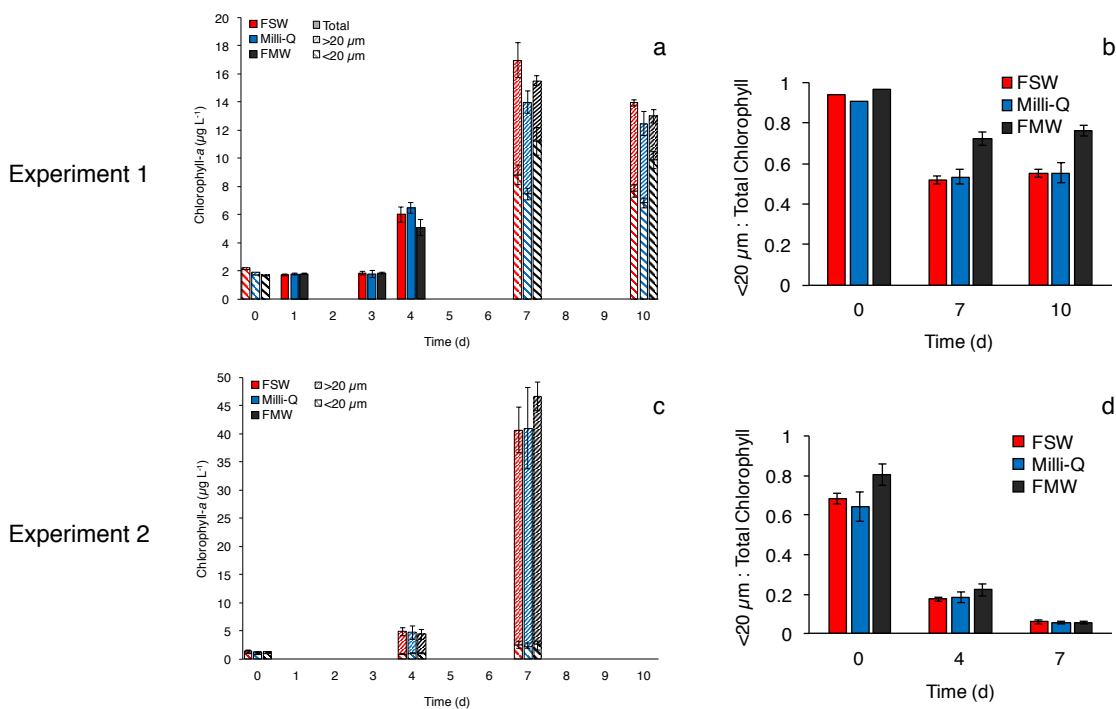 Experiment 1
a
FSW
Milli-Q
FMW
Total
>20 µm
<20 µm
Chlorophyll-a (µg L⁻¹)
20
18
16
14
12
10
8
6
4
2
0
0 1 2 3 4 5 6 7 8 9 10
Time (d)
b
FSW
Milli-Q
FMW
<20 µm : Total Chlorophyll
1
0.8
0.6
0.4
0.2
0
0 7 10
Time (d)
Experiment 2
c
FSW
Milli-Q
FMW
>20 µm
<20 µm
Chlorophyll-a (µg L⁻¹)
50
45
40
35
30
25
20
15
10
5
0
0 1 2 3 4 5 6 7 8 9 10
Time (d)
d
FSW
Milli-Q
FMW
<20 µm : Total Chlorophyll
1
0.8
0.6
0.4
0.2
0
0 4 7
Time (d)